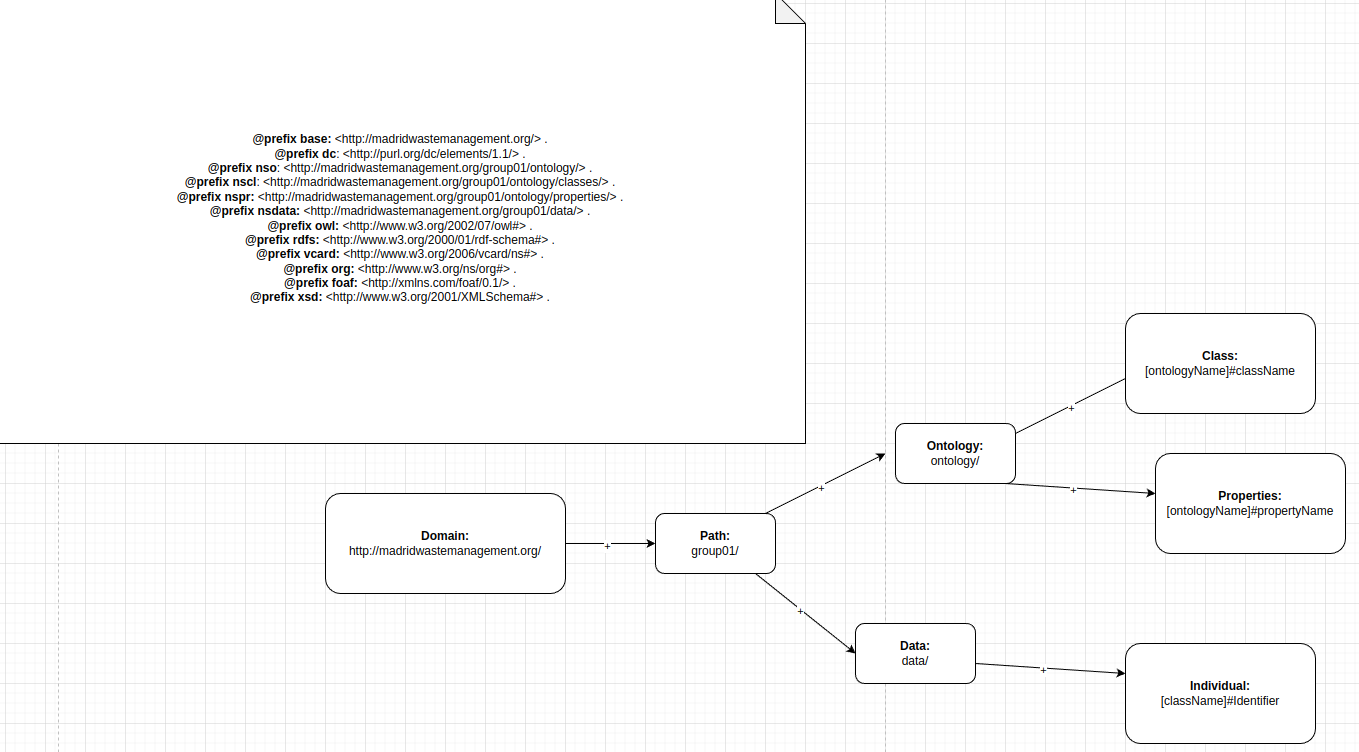 @prefix base: <http://madridwastemanagement.org/> .
@prefix dc: <http://purl.org/dc/elements/1.1/> .
@prefix nso: <http://madridwastemanagement.org/group01/ontology/> .
@prefix nscl: <http://madridwastemanagement.org/group01/ontology/classes/> .
@prefix nspr: <http://madridwastemanagement.org/group01/ontology/properties/> .
@prefix nsdata: <http://madridwastemanagement.org/group01/data/> .
@prefix owl: <http://www.w3.org/2002/07/owl#> .
@prefix rdfs: <http://www.w3.org/2000/01/rdf-schema#> .
@prefix vcard: <http://www.w3.org/2006/vcard/ns#> .
@prefix org: <http://www.w3.org/ns/org#> .
@prefix foaf: <http://xmlns.com/foaf/0.1/> .
@prefix xsd: <http://www.w3.org/2001/XMLSchema#> .
Domain:
http://madridwastemanagement.org/
+
Path:
group01/
+
Ontology:
ontology/
+
Class:
[ontologyName]#className
+
Properties:
[ontologyName]#propertyName
+
Data:
data/
+
Individual:
[className]#Identifier